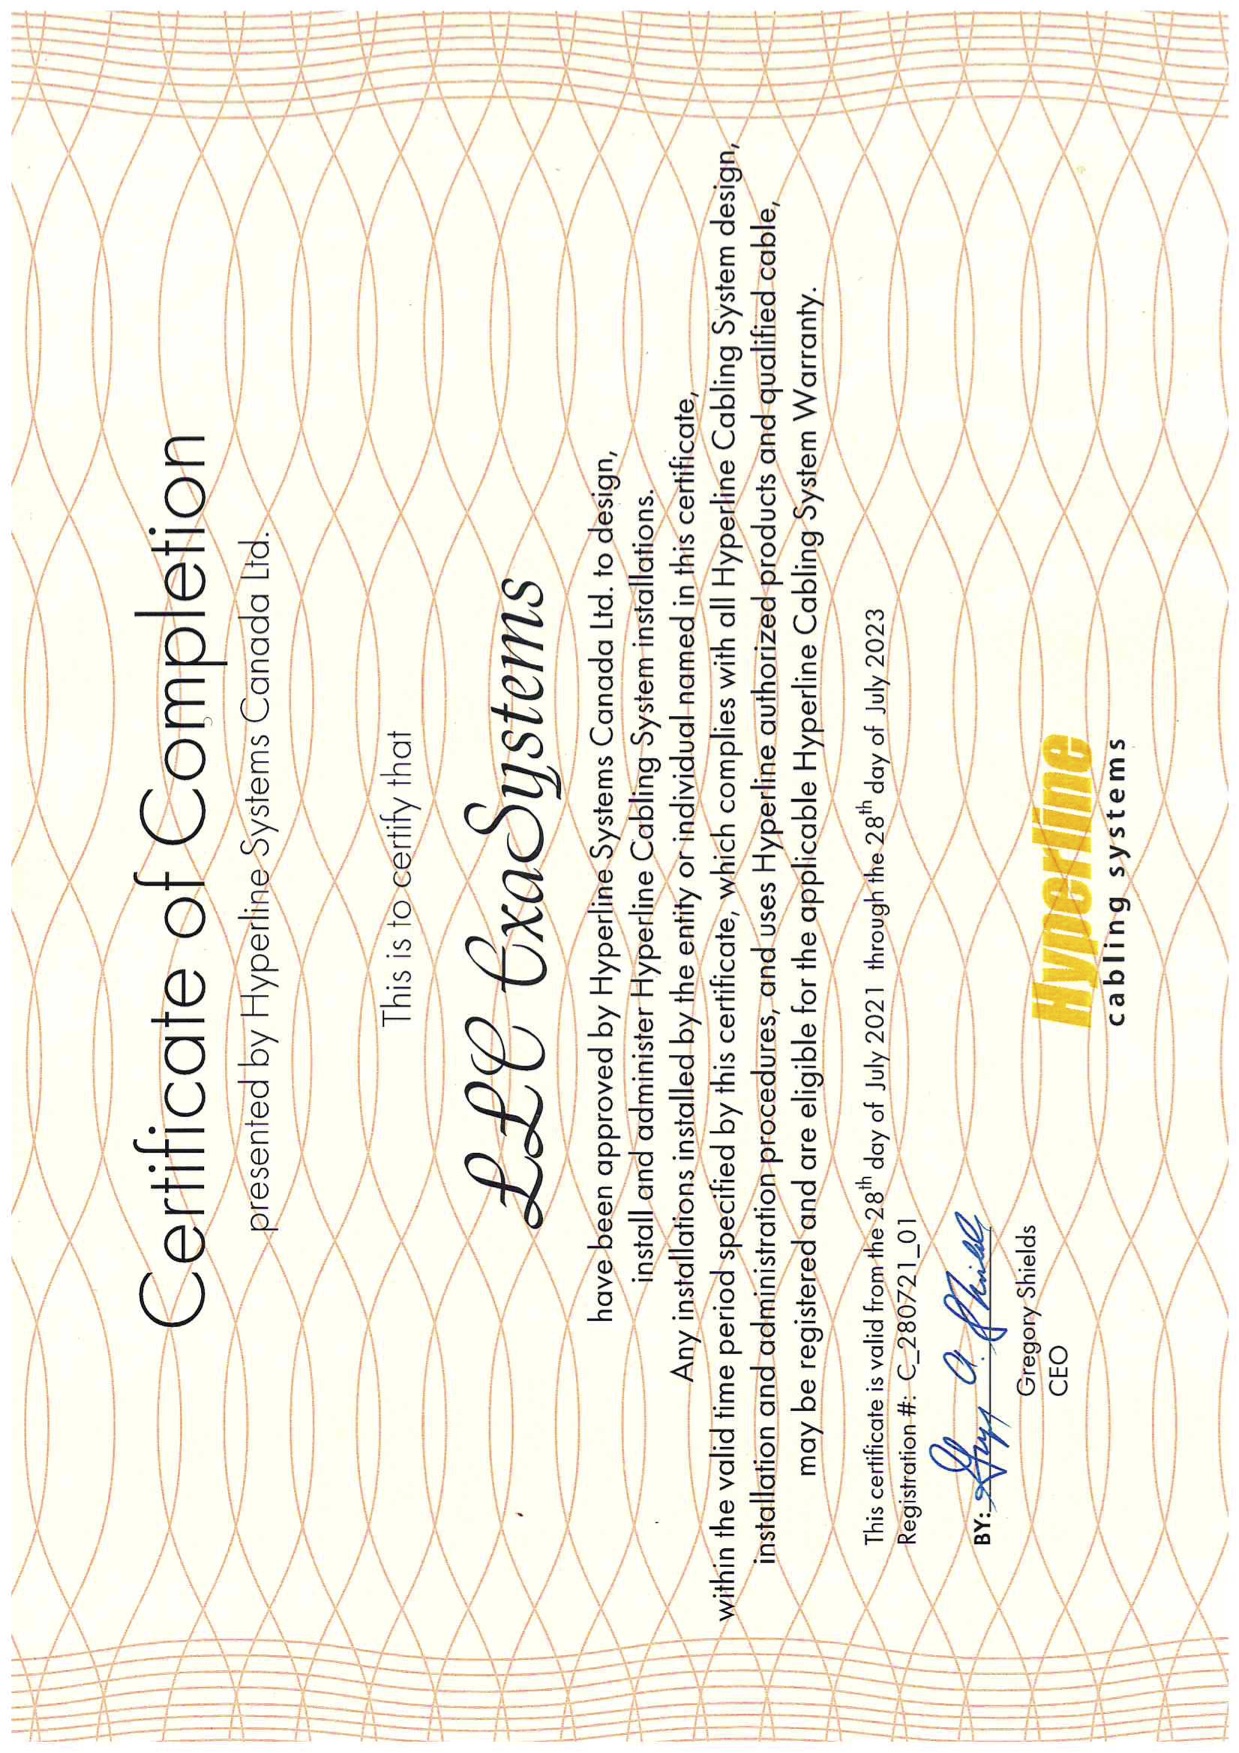 Certificate of Completion
presented by Hyperline Systems Canada Ltd.
This is to certify that
LLC ExaSystems
have been approved by Hyperline Systems Canada Ltd. to design,
install and administer Hyperline Cabling System installations.
Any installations installed by the entity or individual named in this certificate,
within the valid time period specified by this certificate, which complies with all Hyperline Cabling System design,
installation and administration procedures, and uses Hyperline authorized products and qualified cable,
may be registered and are eligible for the applicable Hyperline Cabling System Warranty.
This certificate is valid from the 28th day of July 2021 through the 28th day of July 2023
Registration #: C_280721_01
BY: Greg A. Shields
Gregory Shields
CEO
Hyperline
cabling systems